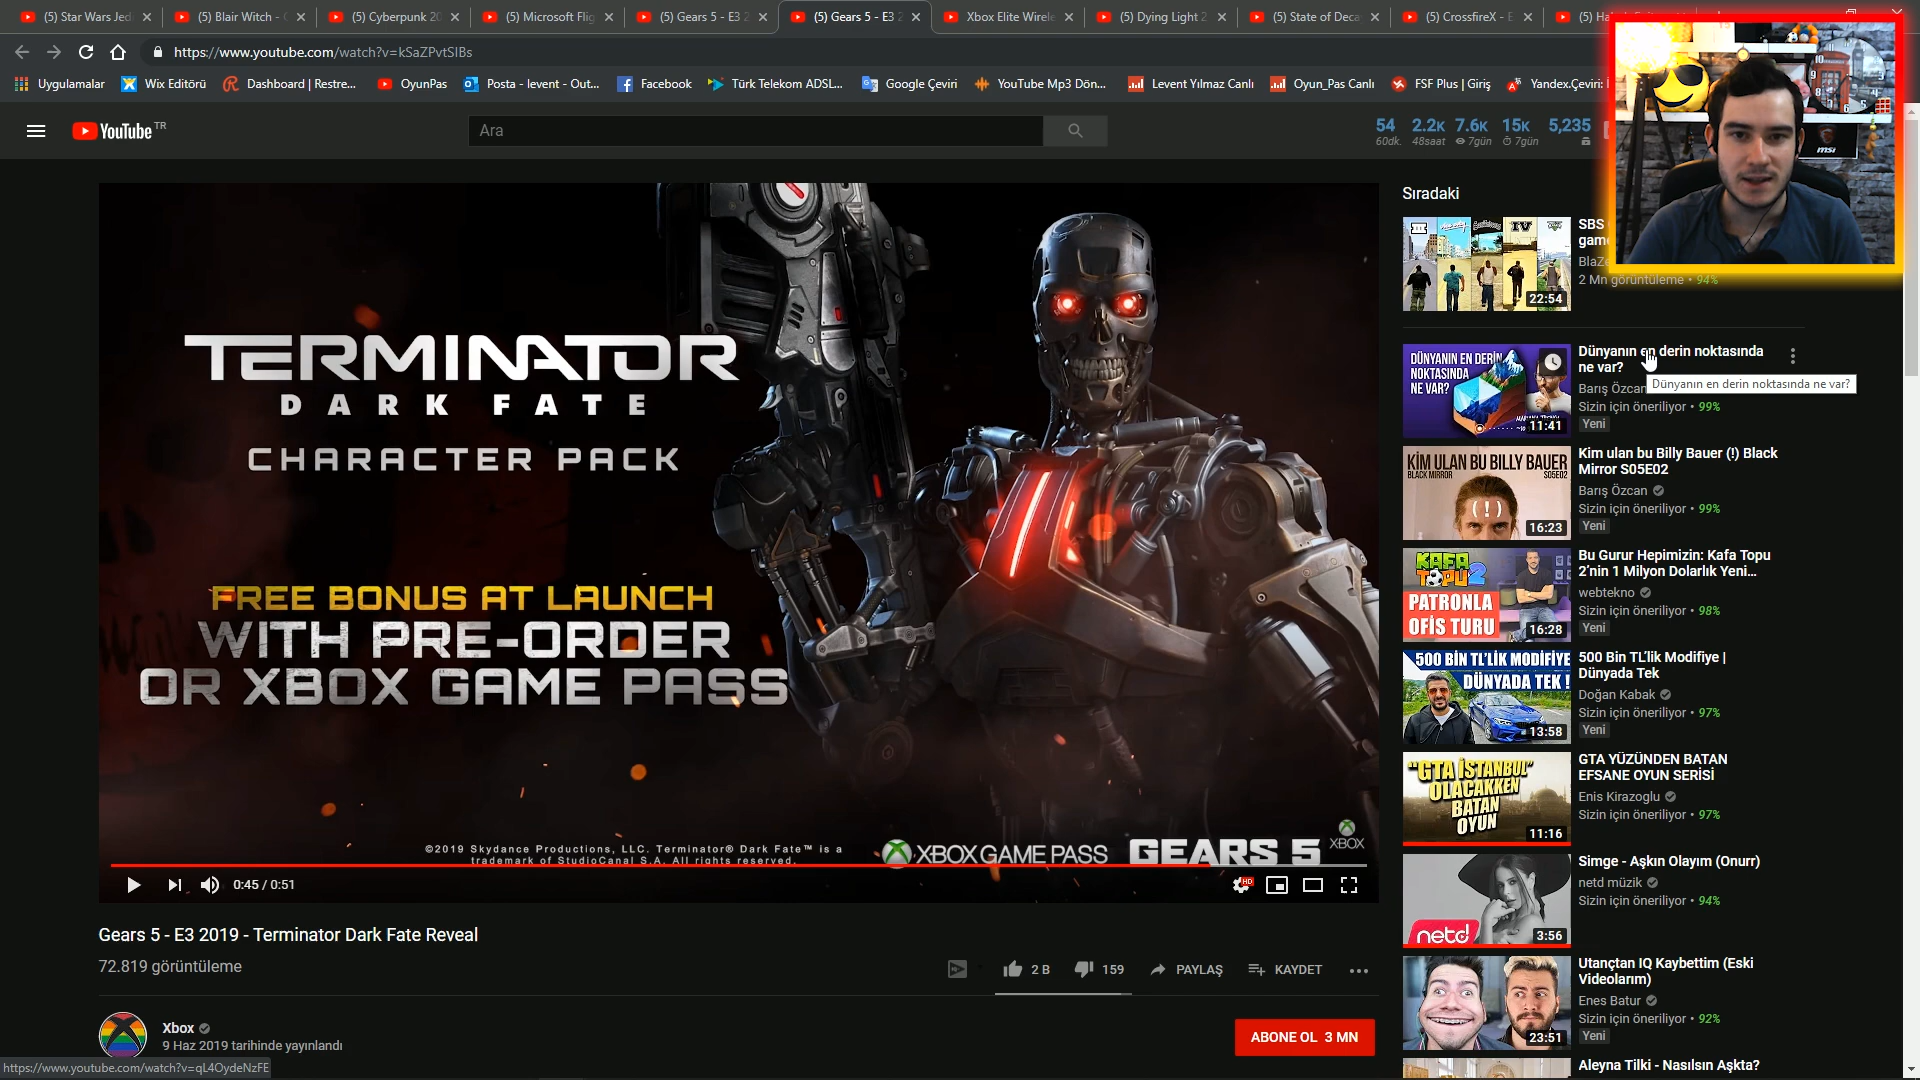 (5) Star Wars Jed
(5) Blair Witch -
(5) Cyberpunk 20
(5) Microsoft Flig
(5) Gears 5 - E3 2
(5) Gears 5 - E3 2
Xbox Elite Wirele
(5) Dying Light 2
(5) State of Deca
(5) CrossfireX - E
https://www.youtube.com/watch?v=kSaZPvtSIBs
Uygulamalar
Wix Editörü
Dashboard | Restre...
OyunPas
Posta - levent - Out...
Facebook
Türk Telekom ADSL...
Google Çeviri
YouTube Mp3 Dön...
Levent Yılmaz Canlı
Oyun_Pas Canlı
FSF Plus | Giriş
Yandex.Çeviri:
YouTube TR
Ara
54 2.2K 7.6K 15K 5,235
60dk. 48saat 7gün 7gün
msi
TERMINATOR
DARK FATE
CHARACTER PACK
FREE BONUS AT LAUNCH
WITH PRE-ORDER
OR XBOX GAME PASS
©2019 Skydance Productions, LLC. Terminator® Dark Fate™ is a
trademark of StudioCanal S.A. All rights reserved.
XBOX GAME PASS
GEARS 5
XBOX
0:45 / 0:51
HD
Gears 5 - E3 2019 - Terminator Dark Fate Reveal
72.819 görüntüleme
2 B
159
PAYLAŞ
KAYDET
Xbox
9 Haz 2019 tarihinde yayınlandı
ABONE OL 3 MN
https://www.youtube.com/watch?v=qL4OydeNzFE
Sıradaki
III
IV
V
22:54
SBS
game
BlaZe
2 Mn görüntüleme • 94%
DÜNYANIN EN DERİN
NOKTASINDA
NE VAR?
11:41
Dünyanın en derin noktasında
ne var?
Barış Özcan
Dünyanın en derin noktasında ne var?
Sizin için öneriliyor • 99%
Yeni
KİM ULAN BU BILLY BAUER
BLACK MIRROR S05E02
(!)
16:23
Kim ulan bu Billy Bauer (!) Black
Mirror S05E02
Barış Özcan
Sizin için öneriliyor • 99%
Yeni
KAFA
TOPU 2
PATRONLA
OFİS TURU
16:28
Bu Gurur Hepimizin: Kafa Topu
2'nin 1 Milyon Dolarlık Yeni...
webtekno
Sizin için öneriliyor • 98%
Yeni
500 BİN TL'LİK MODİFİYE
DÜNYADA TEK !
13:58
500 Bin TL'lik Modifiye |
Dünyada Tek
Doğan Kabak
Sizin için öneriliyor • 97%
Yeni
"GTA İSTANBUL"
OLACAKKEN
BATAN
OYUN
11:16
GTA YÜZÜNDEN BATAN
EFSANE OYUN SERİSİ
Enis Kirazoglu
Sizin için öneriliyor • 97%
netd
3:56
Simge - Aşkın Olayım (Onurr)
netd müzik
Sizin için öneriliyor • 94%
23:51
Utançtan IQ Kaybettim (Eski
Videolarım)
Enes Batur
Sizin için öneriliyor • 92%
Yeni
Aleyna Tilki - Nasılsın Aşkta?